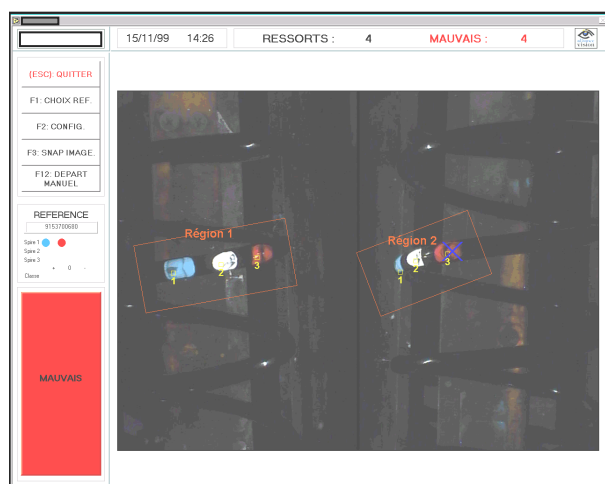 15/11/99 14:26 RESSORTS : 4 MAUVAIS : 4
vision
(ESC): QUITTER
F1: CHOIX REF.
F2: CONFIG.
F3: SNAP IMAGE.
F12: DEPART
MANUEL
REFERENCE
9153700680
Spire 1
Spire 2
Spire 3
+ 0 -
Classe
MAUVAIS
Région 1
1 2 3
Région 2
1 2 3